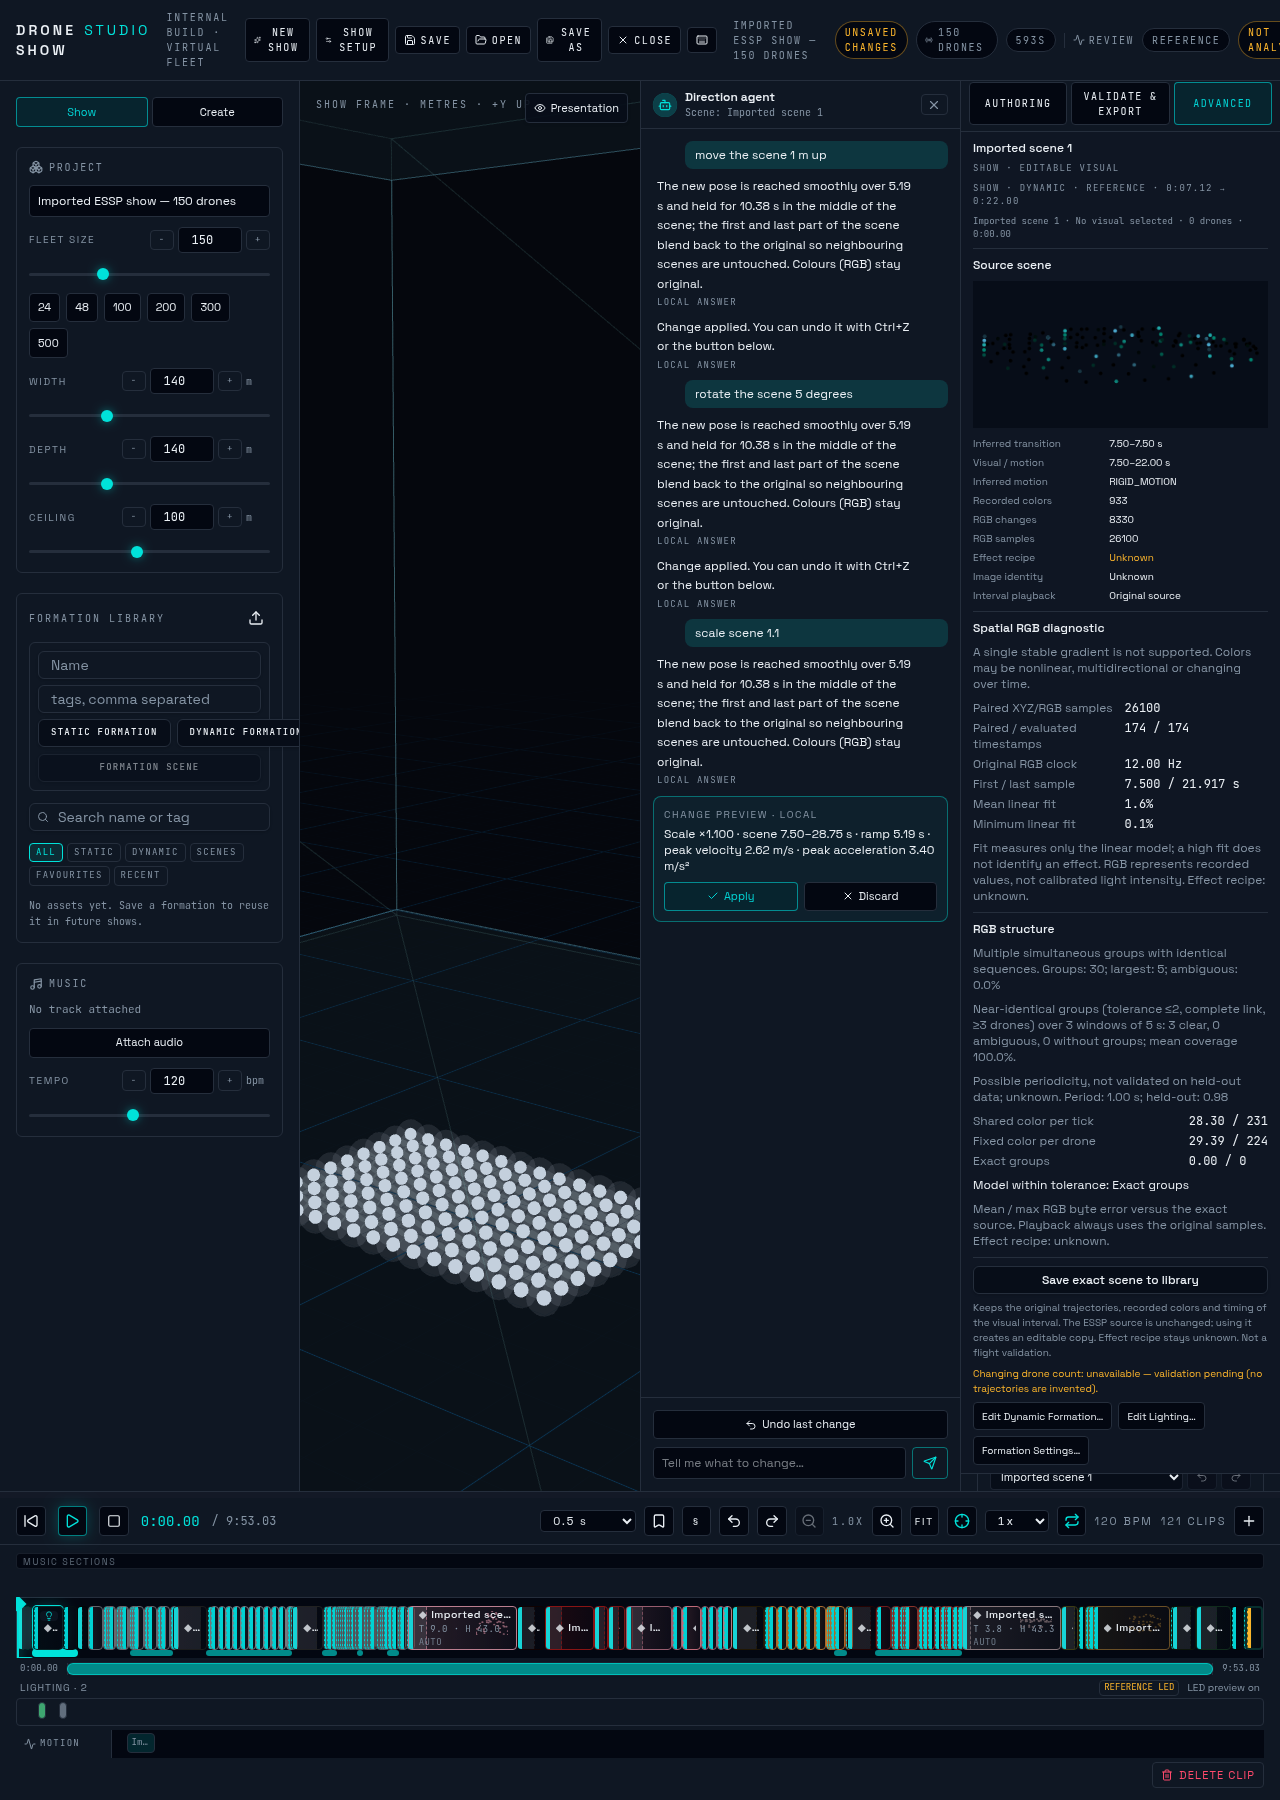 DRONE STUDIO
SHOW
INTERNAL
BUILD ·
VIRTUAL
FLEET
NEW
SHOW
SHOW
SETUP
SAVE
OPEN
SAVE
AS
CLOSE
IMPORTED
ESSP SHOW —
150 DRONES
UNSAVED
CHANGES
150
DRONES
593S
REVIEW
REFERENCE
NOT
Show
Create
PROJECT
Imported ESSP show — 150 drones
FLEET SIZE - 150 +
24 48 100 200 300
500
WIDTH - 140 + m
DEPTH - 140 + m
CEILING - 100 + m
FORMATION LIBRARY
Name
tags, comma separated
STATIC FORMATION DYNAMIC FORMATION
FORMATION SCENE
Search name or tag
ALL STATIC DYNAMIC SCENES
FAVOURITES RECENT
No assets yet. Save a formation to reuse
it in future shows.
MUSIC
No track attached
Attach audio
TEMPO - 120 + bpm
SHOW FRAME · METRES · +Y U
Presentation
Direction agent
Scene: Imported scene 1
move the scene 1 m up
The new pose is reached smoothly over 5.19
s and held for 10.38 s in the middle of the
scene; the first and last part of the scene
blend back to the original so neighbouring
scenes are untouched. Colours (RGB) stay
original.
LOCAL ANSWER
Change applied. You can undo it with Ctrl+Z
or the button below.
LOCAL ANSWER
rotate the scene 5 degrees
The new pose is reached smoothly over 5.19
s and held for 10.38 s in the middle of the
scene; the first and last part of the scene
blend back to the original so neighbouring
scenes are untouched. Colours (RGB) stay
original.
LOCAL ANSWER
Change applied. You can undo it with Ctrl+Z
or the button below.
LOCAL ANSWER
scale scene 1.1
The new pose is reached smoothly over 5.19
s and held for 10.38 s in the middle of the
scene; the first and last part of the scene
blend back to the original so neighbouring
scenes are untouched. Colours (RGB) stay
original.
LOCAL ANSWER
CHANGE PREVIEW · LOCAL
Scale ×1.100 · scene 7.50–28.75 s · ramp 5.19 s ·
peak velocity 2.62 m/s · peak acceleration 3.40
m/s²
Apply
Discard
Undo last change
Tell me what to change...
AUTHORING
VALIDATE &
EXPORT
ADVANCED
Imported scene 1
SHOW · EDITABLE VISUAL
SHOW · DYNAMIC · REFERENCE · 0:07.12 →
0:22.00
Imported scene 1 · No visual selected · 0 drones ·
0:00.00
Source scene
Inferred transition 7.50–7.50 s
Visual / motion 7.50–22.00 s
Inferred motion RIGID_MOTION
Recorded colors 933
RGB changes 8330
RGB samples 26100
Effect recipe Unknown
Image identity Unknown
Interval playback Original source
Spatial RGB diagnostic
A single stable gradient is not supported. Colors
may be nonlinear, multidirectional or changing
over time.
Paired XYZ/RGB samples 26100
Paired / evaluated
timestamps 174 / 174
Original RGB clock 12.00 Hz
First / last sample 7.500 / 21.917 s
Mean linear fit 1.6%
Minimum linear fit 0.1%
Fit measures only the linear model; a high fit does
not identify an effect. RGB represents recorded
values, not calibrated light intensity. Effect recipe:
unknown.
RGB structure
Multiple simultaneous groups with identical
sequences. Groups: 30; largest: 5; ambiguous:
0.0%
Near-identical groups (tolerance ≤2, complete link,
≥3 drones) over 3 windows of 5 s: 3 clear, 0
ambiguous, 0 without groups; mean coverage
100.0%.
Possible periodicity, not validated on held-out
data; unknown. Period: 1.00 s; held-out: 0.98
Shared color per tick 28.30 / 231
Fixed color per drone 29.39 / 224
Exact groups 0.00 / 0
Model within tolerance: Exact groups
Mean / max RGB byte error versus the exact
source. Playback always uses the original samples.
Effect recipe: unknown.
Save exact scene to library
Keeps the original trajectories, recorded colors and timing of
the visual interval. The ESSP source is unchanged; using it
creates an editable copy. Effect recipe stays unknown. Not a
flight validation.
Changing drone count: unavailable — validation pending (no
trajectories are invented).
Edit Dynamic Formation... Edit Lighting...
Formation Settings...
Imported scene 1
0:00.00 / 9:53.03
0.5 s
§
1.0X
FIT
1x
120 BPM 121 CLIPS
MUSIC SECTIONS
Imported sce...
T 9.0 · H 43.0
AUTO
Im...
I...
Imported s...
T 3.8 · H 43.3
AUTO
Import...
0:00.00
9:53.03
LIGHTING · 2
REFERENCE LED
LED preview on
MOTION
Im...
DELETE CLIP